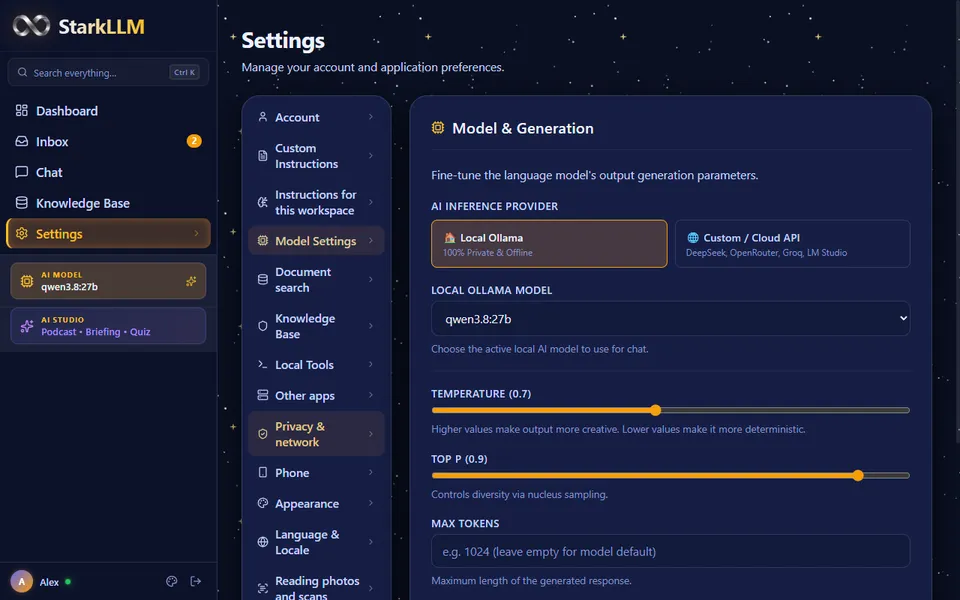 StarkLLM
Search everything...
Ctrl K
Dashboard
Inbox
2
Chat
Knowledge Base
Settings
AI MODEL
qwen3.8:27b
AI STUDIO
Podcast • Briefing • Quiz
A
Alex
Settings
Manage your account and application preferences.
Account
Custom
Instructions
Instructions for
this workspace
Model Settings
Document
search
Knowledge
Base
Local Tools
Other apps
Privacy &
network
Phone
Appearance
Language &
Locale
Reading photos
and scans
Model & Generation
Fine-tune the language model's output generation parameters.
AI INFERENCE PROVIDER
Local Ollama
100% Private & Offline
Custom / Cloud API
DeepSeek, OpenRouter, Groq, LM Studio
LOCAL OLLAMA MODEL
qwen3.8:27b
Choose the active local AI model to use for chat.
TEMPERATURE (0.7)
Higher values make output more creative. Lower values make it more deterministic.
TOP P (0.9)
Controls diversity via nucleus sampling.
MAX TOKENS
e.g. 1024 (leave empty for model default)
Maximum length of the generated response.